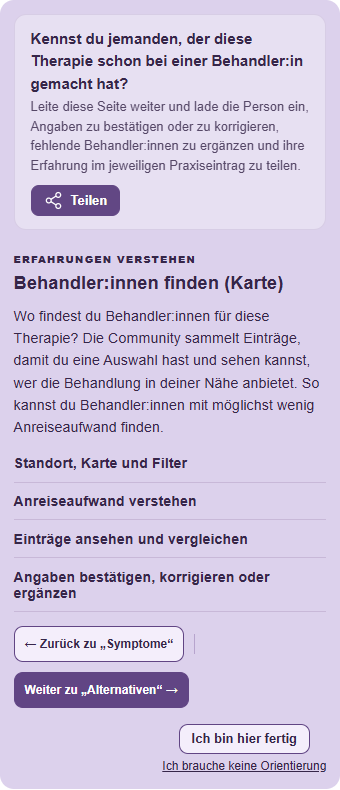 Kennst du jemanden, der diese
Therapie schon bei einer Behandler:in
gemacht hat?
Leite diese Seite weiter und lade die Person ein,
Angaben zu bestätigen oder zu korrigieren,
fehlende Behandler:innen zu ergänzen und ihre
Erfahrung im jeweiligen Praxiseintrag zu teilen.
Teilen
ERFAHRUNGEN VERSTEHEN
Behandler:innen finden (Karte)
Wo findest du Behandler:innen für diese
Therapie? Die Community sammelt Einträge,
damit du eine Auswahl hast und sehen kannst,
wer die Behandlung in deiner Nähe anbietet. So
kannst du Behandler:innen mit möglichst wenig
Anreiseaufwand finden.
Standort, Karte und Filter
Anreiseaufwand verstehen
Einträge ansehen und vergleichen
Angaben bestätigen, korrigieren oder
ergänzen
← Zurück zu „Symptome“
Weiter zu „Alternativen“ →
Ich bin hier fertig
Ich brauche keine Orientierung